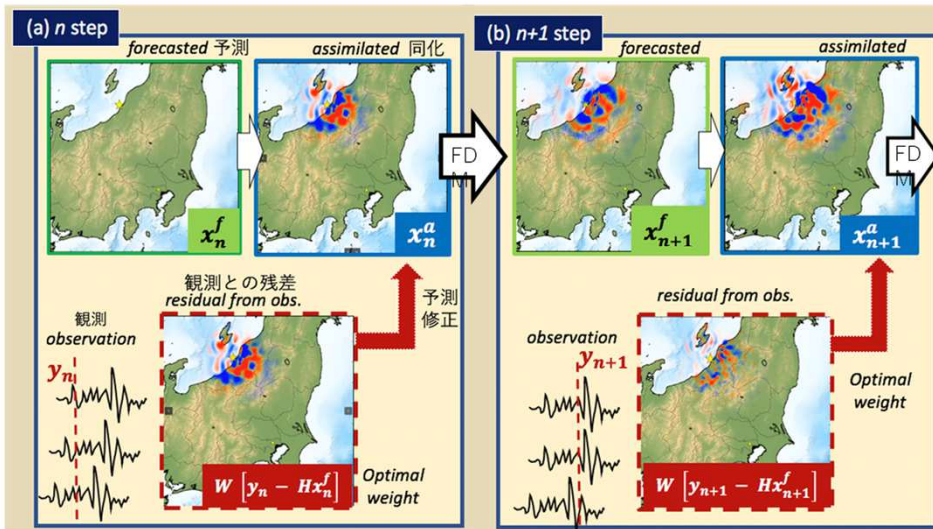 (a) n step
forecasted 予測
assimilated 同化
x_n^f
x_n^a
FD
M
観測との残差
residual from obs.
予測
修正
観測
observation
y_n
W [y_n − Hx_n^f]
Optimal
weight
(b) n+1 step
forecasted
assimilated
x_{n+1}^f
x_{n+1}^a
FD
M
residual from obs.
observation
y_{n+1}
Optimal
weight
W [y_{n+1} − Hx_{n+1}^f]